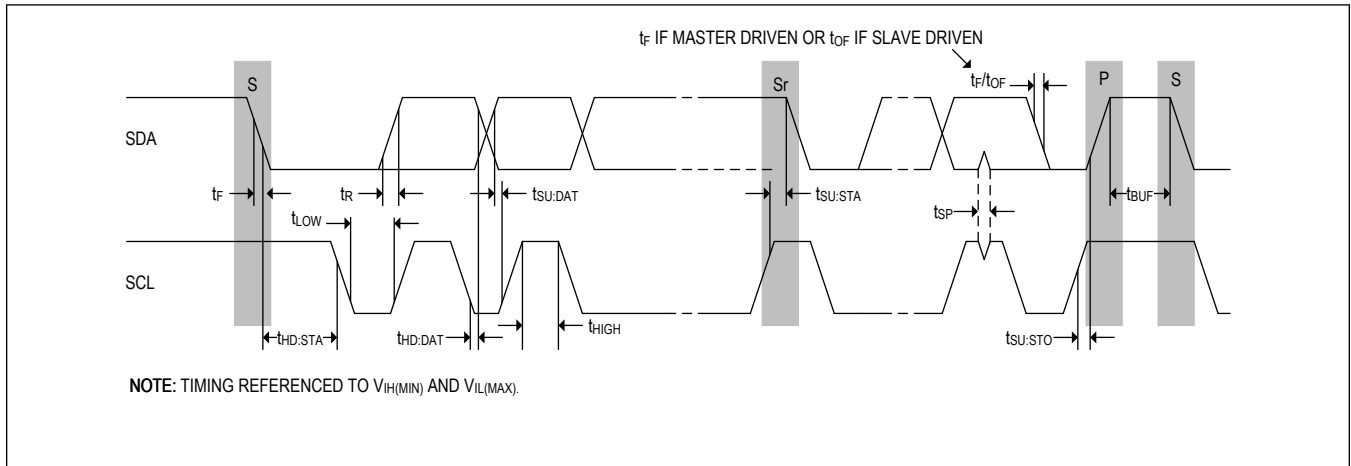 tF IF MASTER DRIVEN OR tOF IF SLAVE DRIVEN
S
Sr
tF/tOF
P
S
SDA
tF
tR
tSU:DAT
tSU:STA
tSP
tBUF
tLOW
SCL
tHD:STA
tHD:DAT
tHIGH
tSU:STO
NOTE: TIMING REFERENCED TO VIH(MIN) AND VIL(MAX).